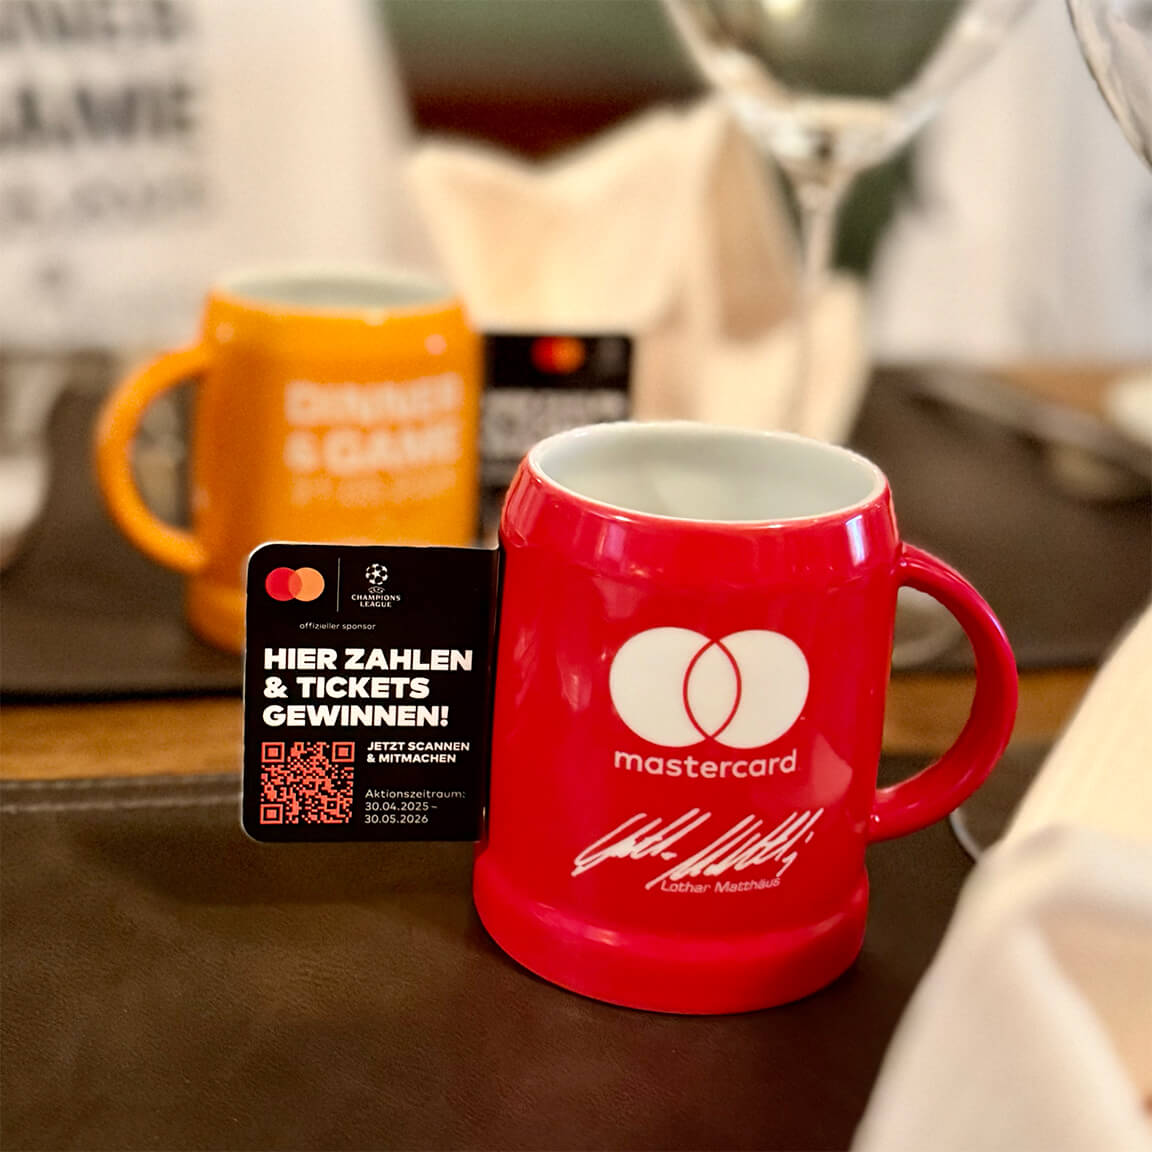 DINNER
& GAME
CHAMPIONS
LEAGUE
offizieller sponsor
HIER ZAHLEN
& TICKETS
GEWINNEN!
JETZT SCANNEN
& MITMACHEN
Aktionszeitraum:
30.04.2025 –
30.05.2026
mastercard
Lothar Matthäus